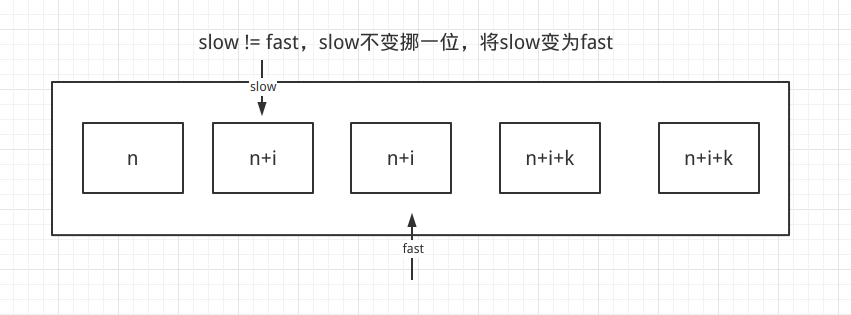 slow != fast，slow不变挪一位，将slow变为fast
slow
n n+i n+i n+i+k n+i+k
fast